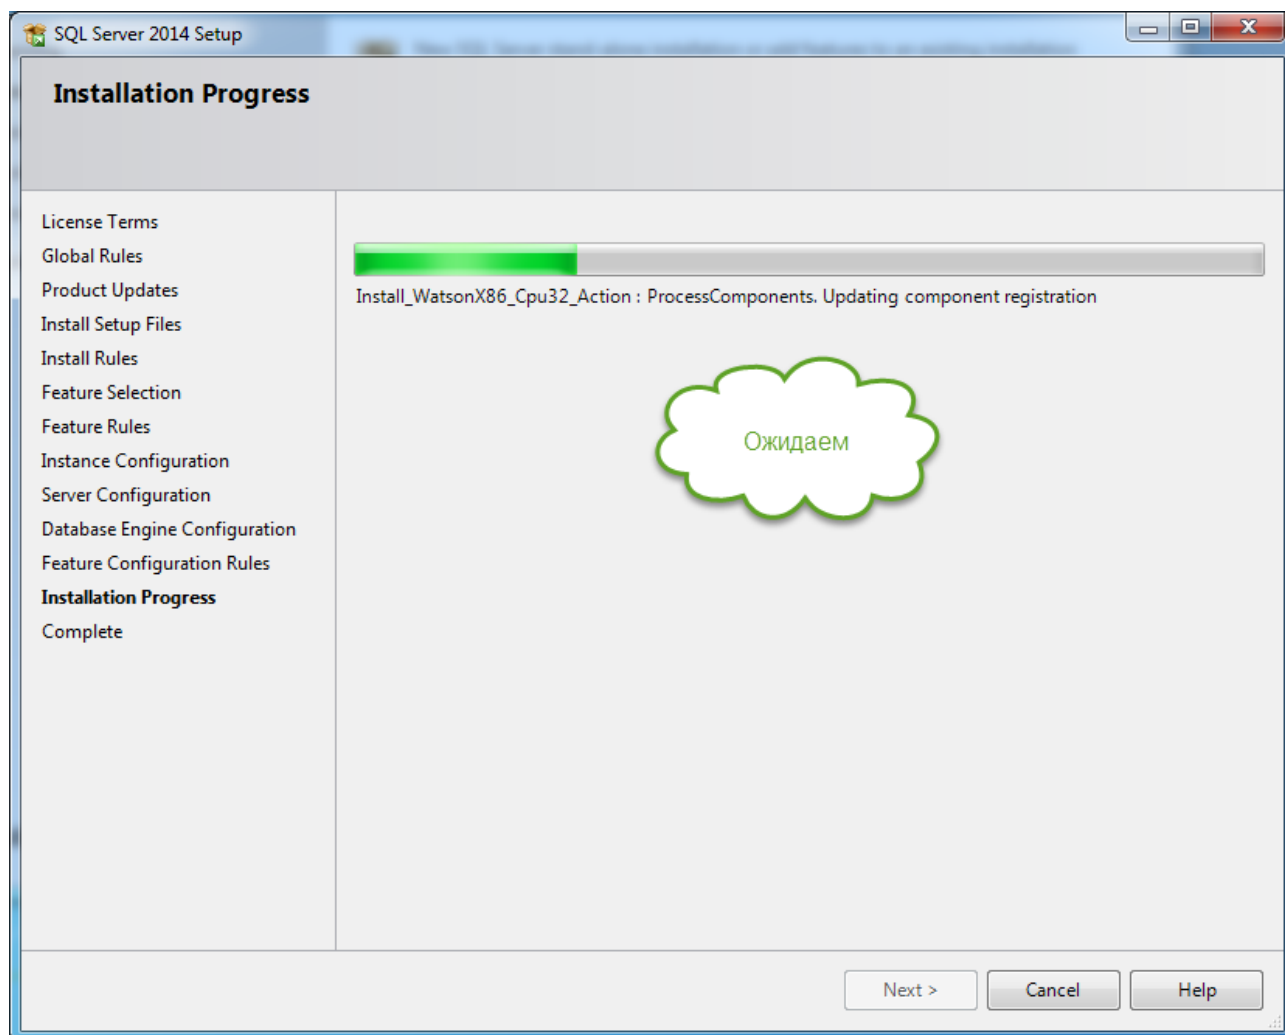 SQL Server 2014 Setup
Installation Progress
License Terms
Global Rules
Product Updates
Install Setup Files
Install Rules
Feature Selection
Feature Rules
Instance Configuration
Server Configuration
Database Engine Configuration
Feature Configuration Rules
Installation Progress
Complete
Install_WatsonX86_Cpu32_Action : ProcessComponents. Updating component registration
Ожидаем
Next >
Cancel
Help